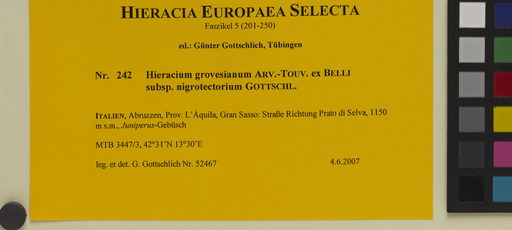 HIERACIA EUROPAEA SELECTA
Faszikel 5 (201-250)
ed.: Günter Gottschlich, Tübingen
Nr. 242 Hieracium grovesianum ARV.-TOUV. ex BELLI
subsp. nigrotectorium GOTTSCHL.
ITALIEN, Abruzzen, Prov. L'Áquila, Gran Sasso: Straße Richtung Prato di Selva, 1150
m s.m., Juniperus-Gebüsch
MTB 3447/3, 42°31'N 13°30'E
leg. et det. G. Gottschlich Nr. 52467 4.6.2007